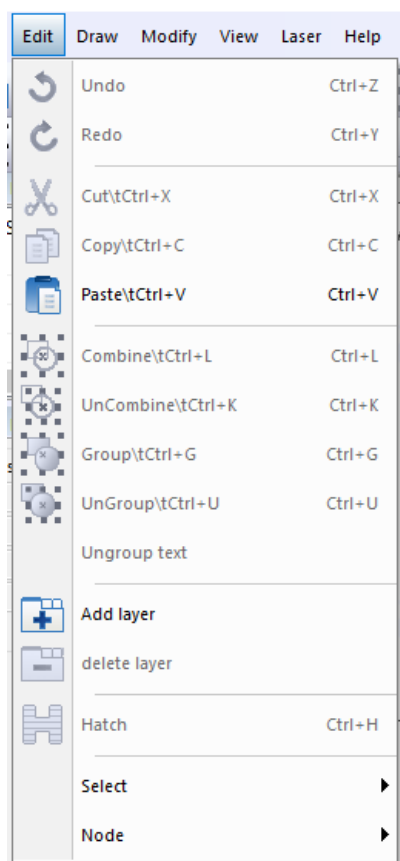 Edit Draw Modify View Laser Help
Undo Ctrl+Z
Redo Ctrl+Y
Cut\tCtrl+X Ctrl+X
Copy\tCtrl+C Ctrl+C
Paste\tCtrl+V Ctrl+V
Combine\tCtrl+L Ctrl+L
UnCombine\tCtrl+K Ctrl+K
Group\tCtrl+G Ctrl+G
UnGroup\tCtrl+U Ctrl+U
Ungroup text
Add layer
delete layer
Hatch Ctrl+H
Select
Node